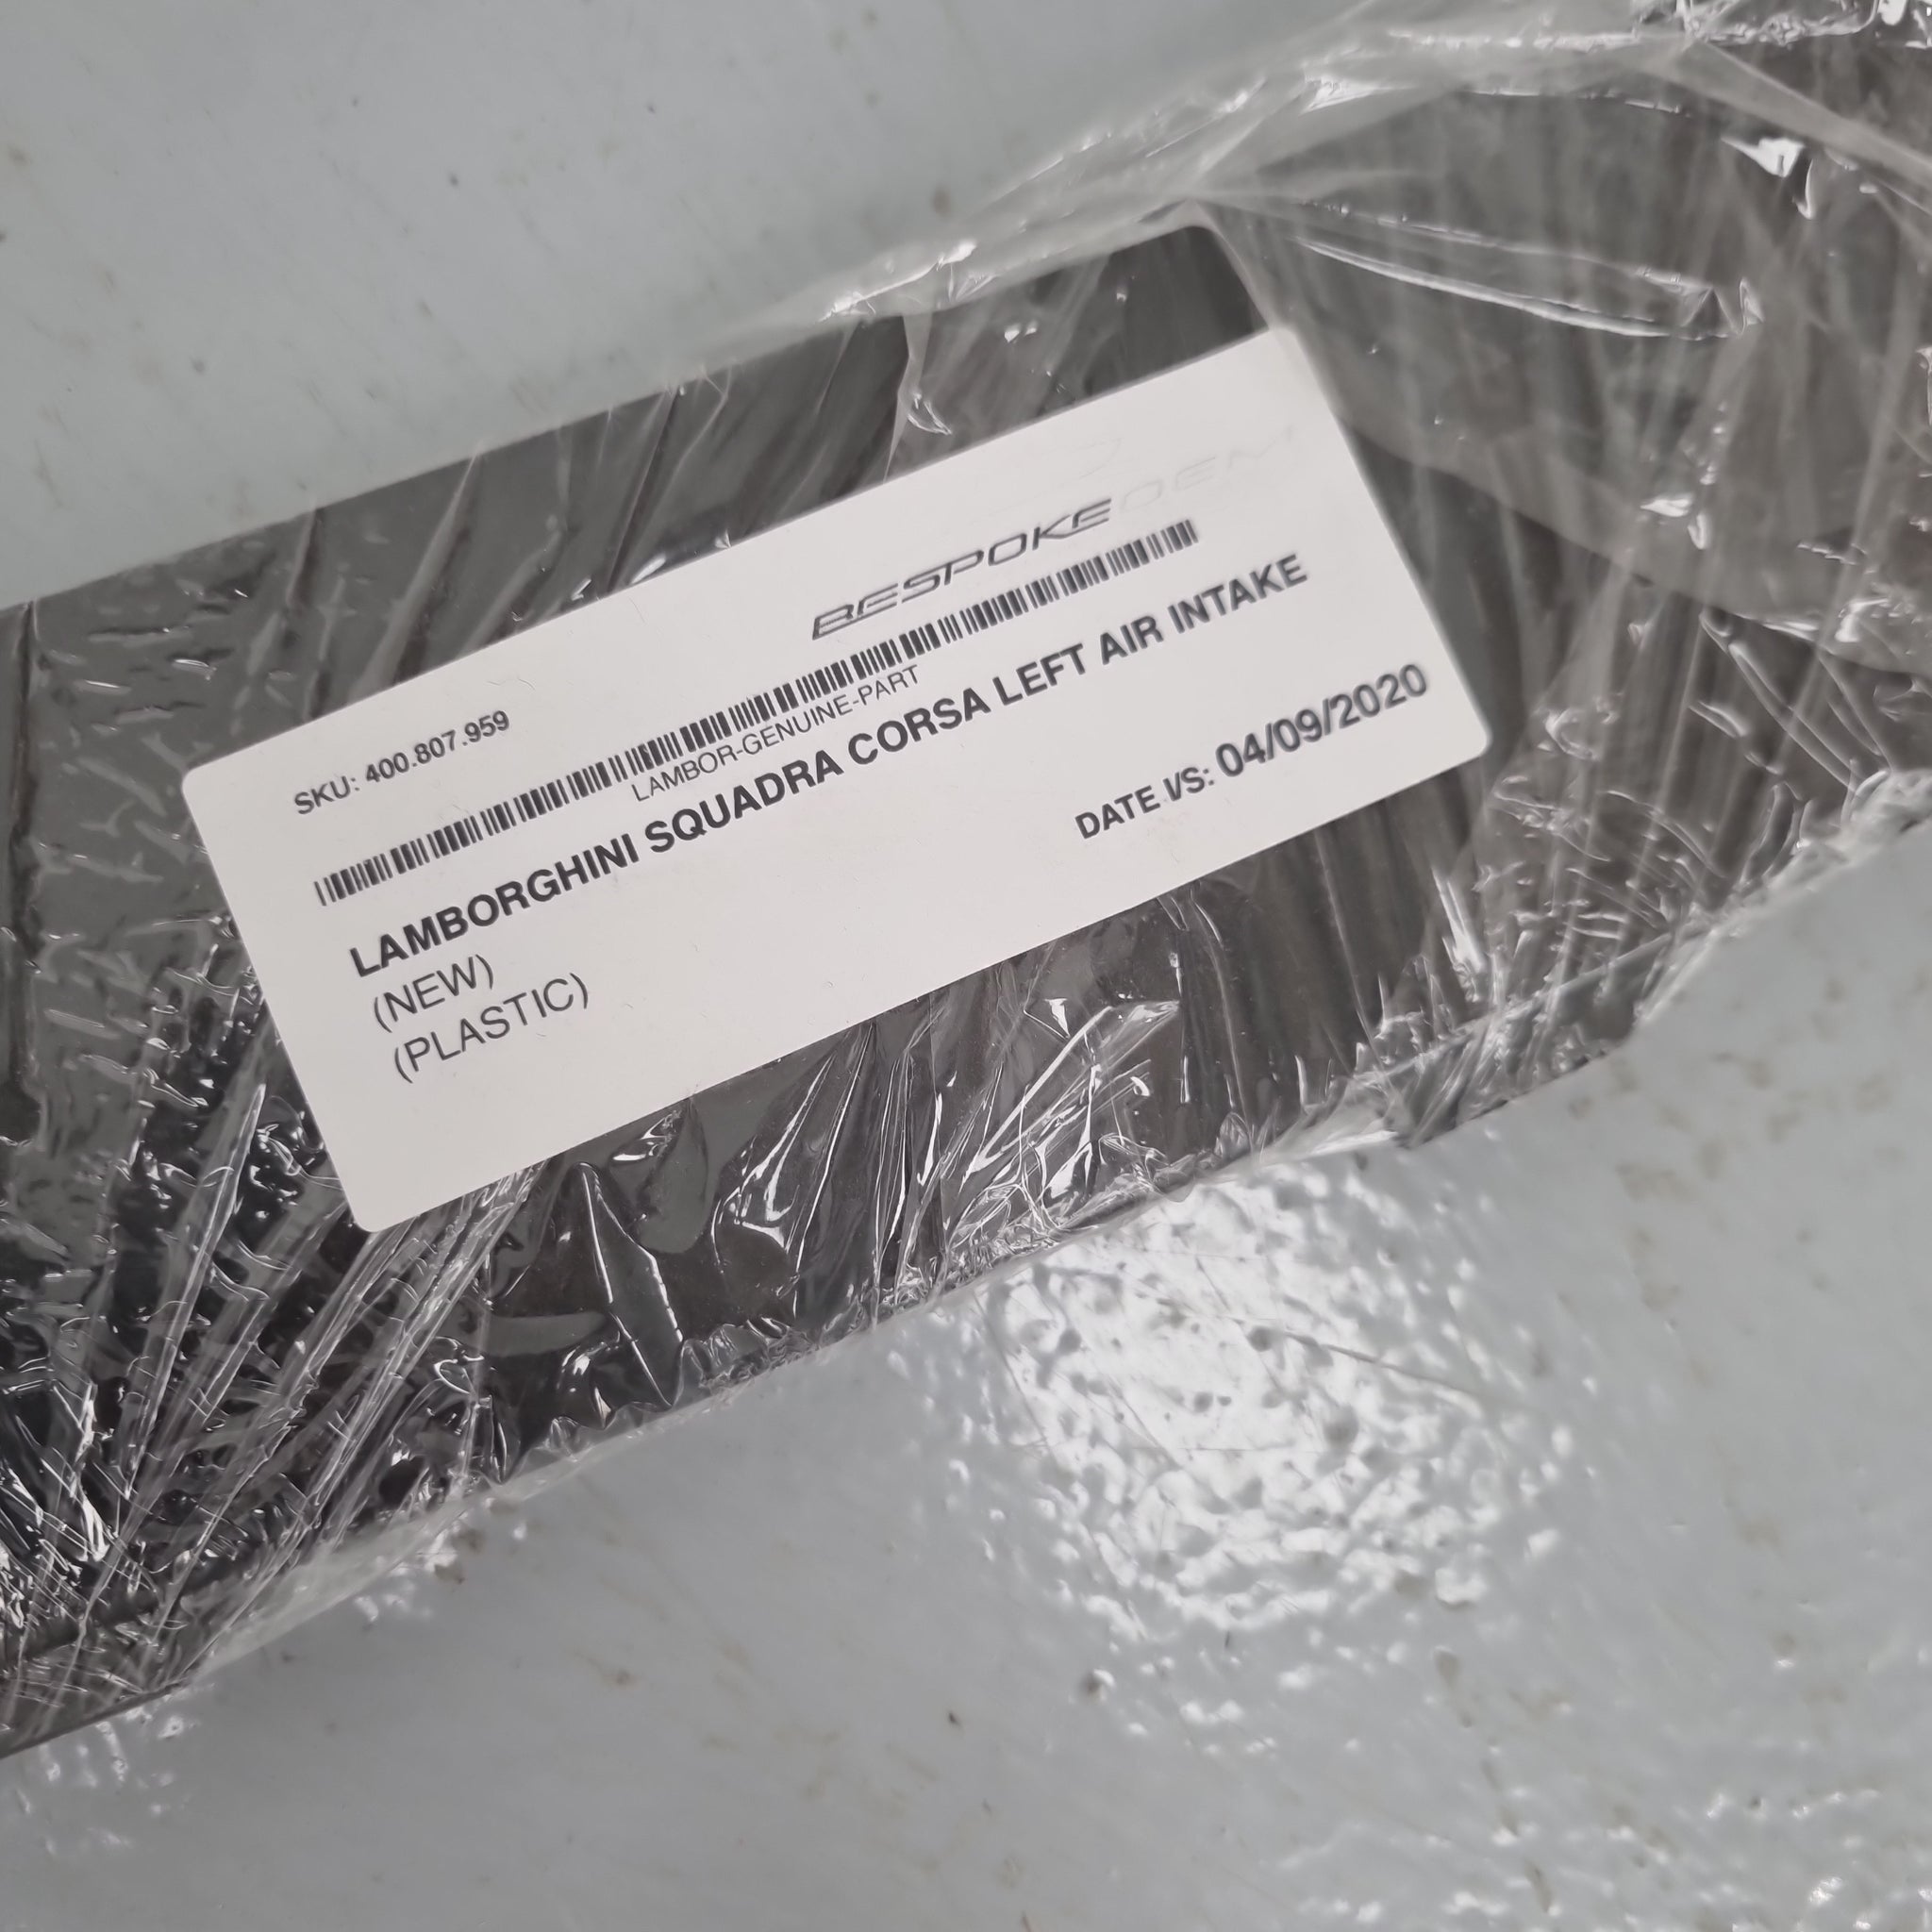 BESPOKE OEM
SKU: 400.807.959
LAMBOR-GENUINE-PART
LAMBORGHINI SQUADRA CORSA LEFT AIR INTAKE
(NEW)
(PLASTIC)
DATE I/S: 04/09/2020